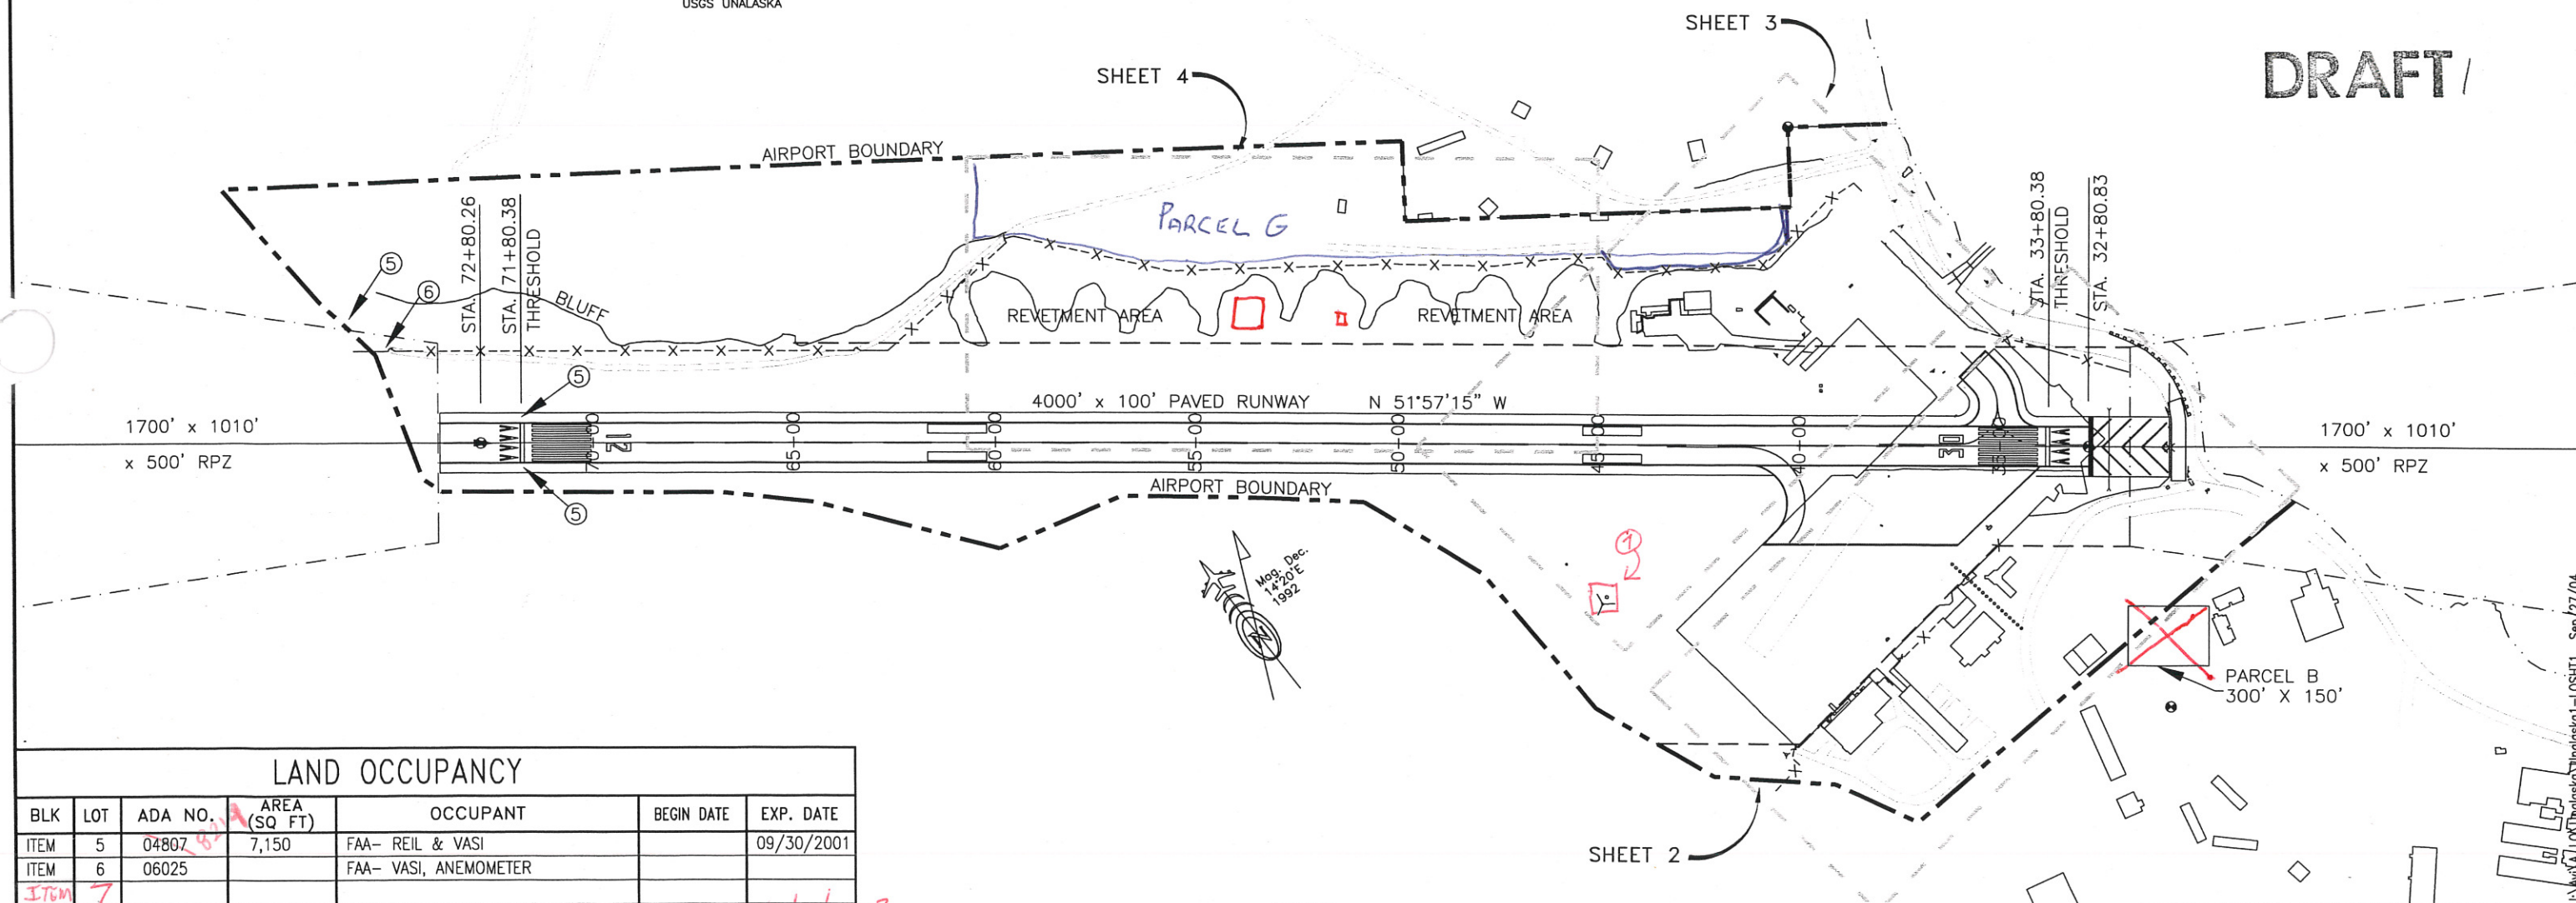 USGS UNALASKA
SHEET 3
DRAFT
SHEET 4
AIRPORT BOUNDARY
PARCEL G
STA. 72+80.26
STA. 71+80.38
THRESHOLD
STA. 33+80.38
THRESHOLD
STA. 32+80.83
5
6
BLUFF
REVETMENT AREA
REVETMENT AREA
5
4000' x 100' PAVED RUNWAY N 51°57'15" W
1700' x 1010'
x 500' RPZ
1700' x 1010'
x 500' RPZ
12
70+00
65+00
60+00
55+00
50+00
45+00
40+00
30
AIRPORT BOUNDARY
5
7
Mag. Dec.
14°20'E
1992
N
PARCEL B
300' X 150'
SHEET 2
LAND OCCUPANCY
BLK LOT ADA NO. AREA (SQ FT) OCCUPANT BEGIN DATE EXP. DATE
ITEM 5 04807 7,150 FAA- REIL & VASI 09/30/2001
ITEM 6 06025 FAA- VASI, ANEMOMETER
ITEM 7